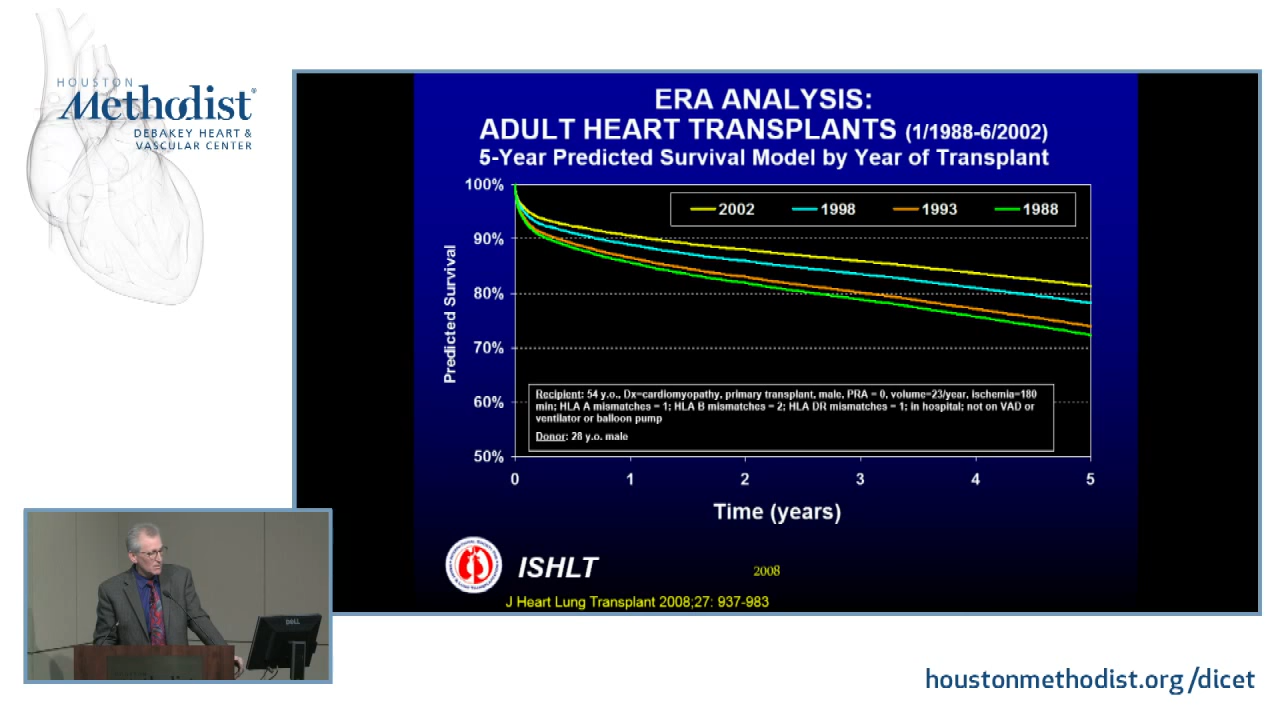 HOUSTON
Methodist®
DEBAKEY HEART &
VASCULAR CENTER
ERA ANALYSIS:
ADULT HEART TRANSPLANTS (1/1988-6/2002)
5-Year Predicted Survival Model by Year of Transplant
100%
90%
80%
70%
60%
50%
Predicted Survival
2002
1998
1993
1988
Recipient: 54 y.o., Dx=cardiomyopathy, primary transplant, male, PRA = 0, volume=23/year, ischemia=180
min; HLA A mismatches = 1; HLA B mismatches = 2; HLA DR mismatches = 1; in hospital; not on VAD or
ventilator or balloon pump
Donor: 28 y.o. male
0 1 2 3 4 5
Time (years)
ISHLT
2008
J Heart Lung Transplant 2008;27: 937-983
DELL
houstonmethodist.org/dicet